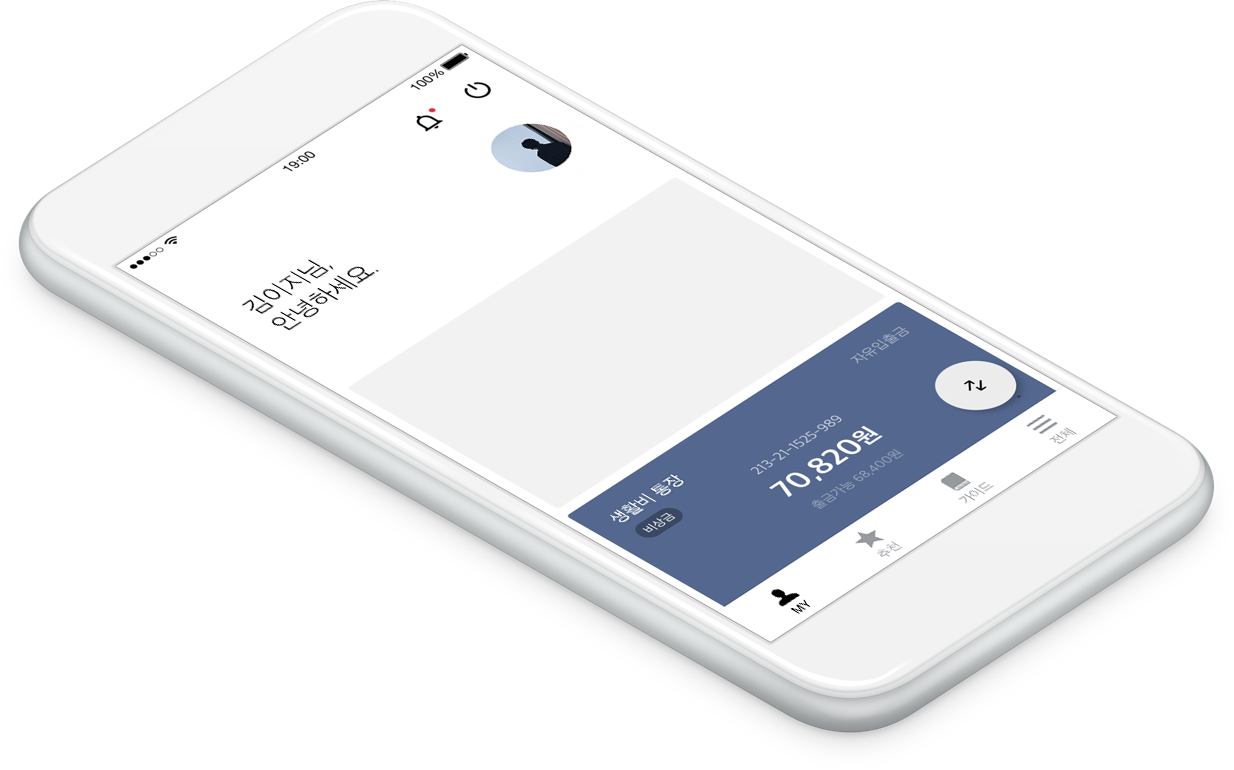 19:00
100%
김이지님,
안녕하세요.
생활비 통장
비상금
자유입출금
213-21-1525-989
70,820원
출금가능 68,400원
MY
추천
가이드
전체